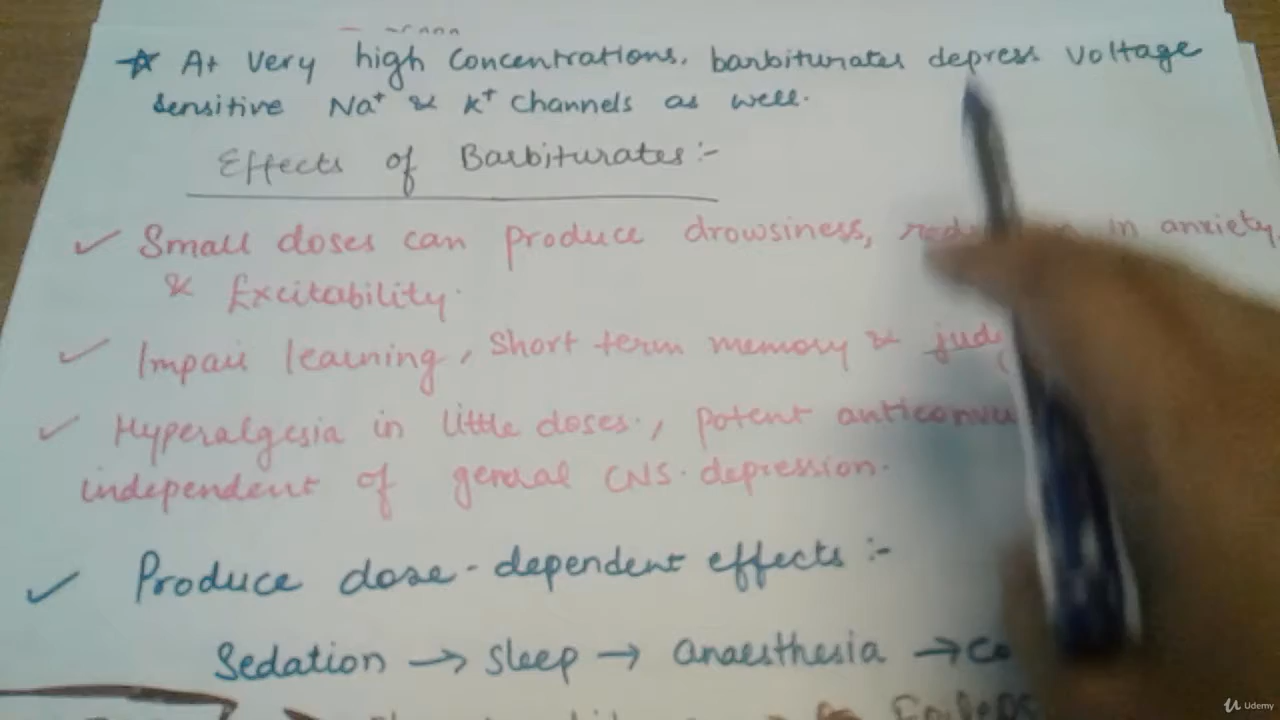 ☆ At very high concentrations, barbiturates depress voltage
sensitive Na⁺ & K⁺ channels as well.
Effects of Barbiturates:-
✓ Small doses can produce drowsiness, in anxiety,
& Excitability.
✓ Impair learning, short term memory &
✓ Hyperalgesia in little doses., potent
independent of general CNS depression.
✓ Produce dose-dependent effects :-
Sedation → sleep → anaesthesia →
Udemy